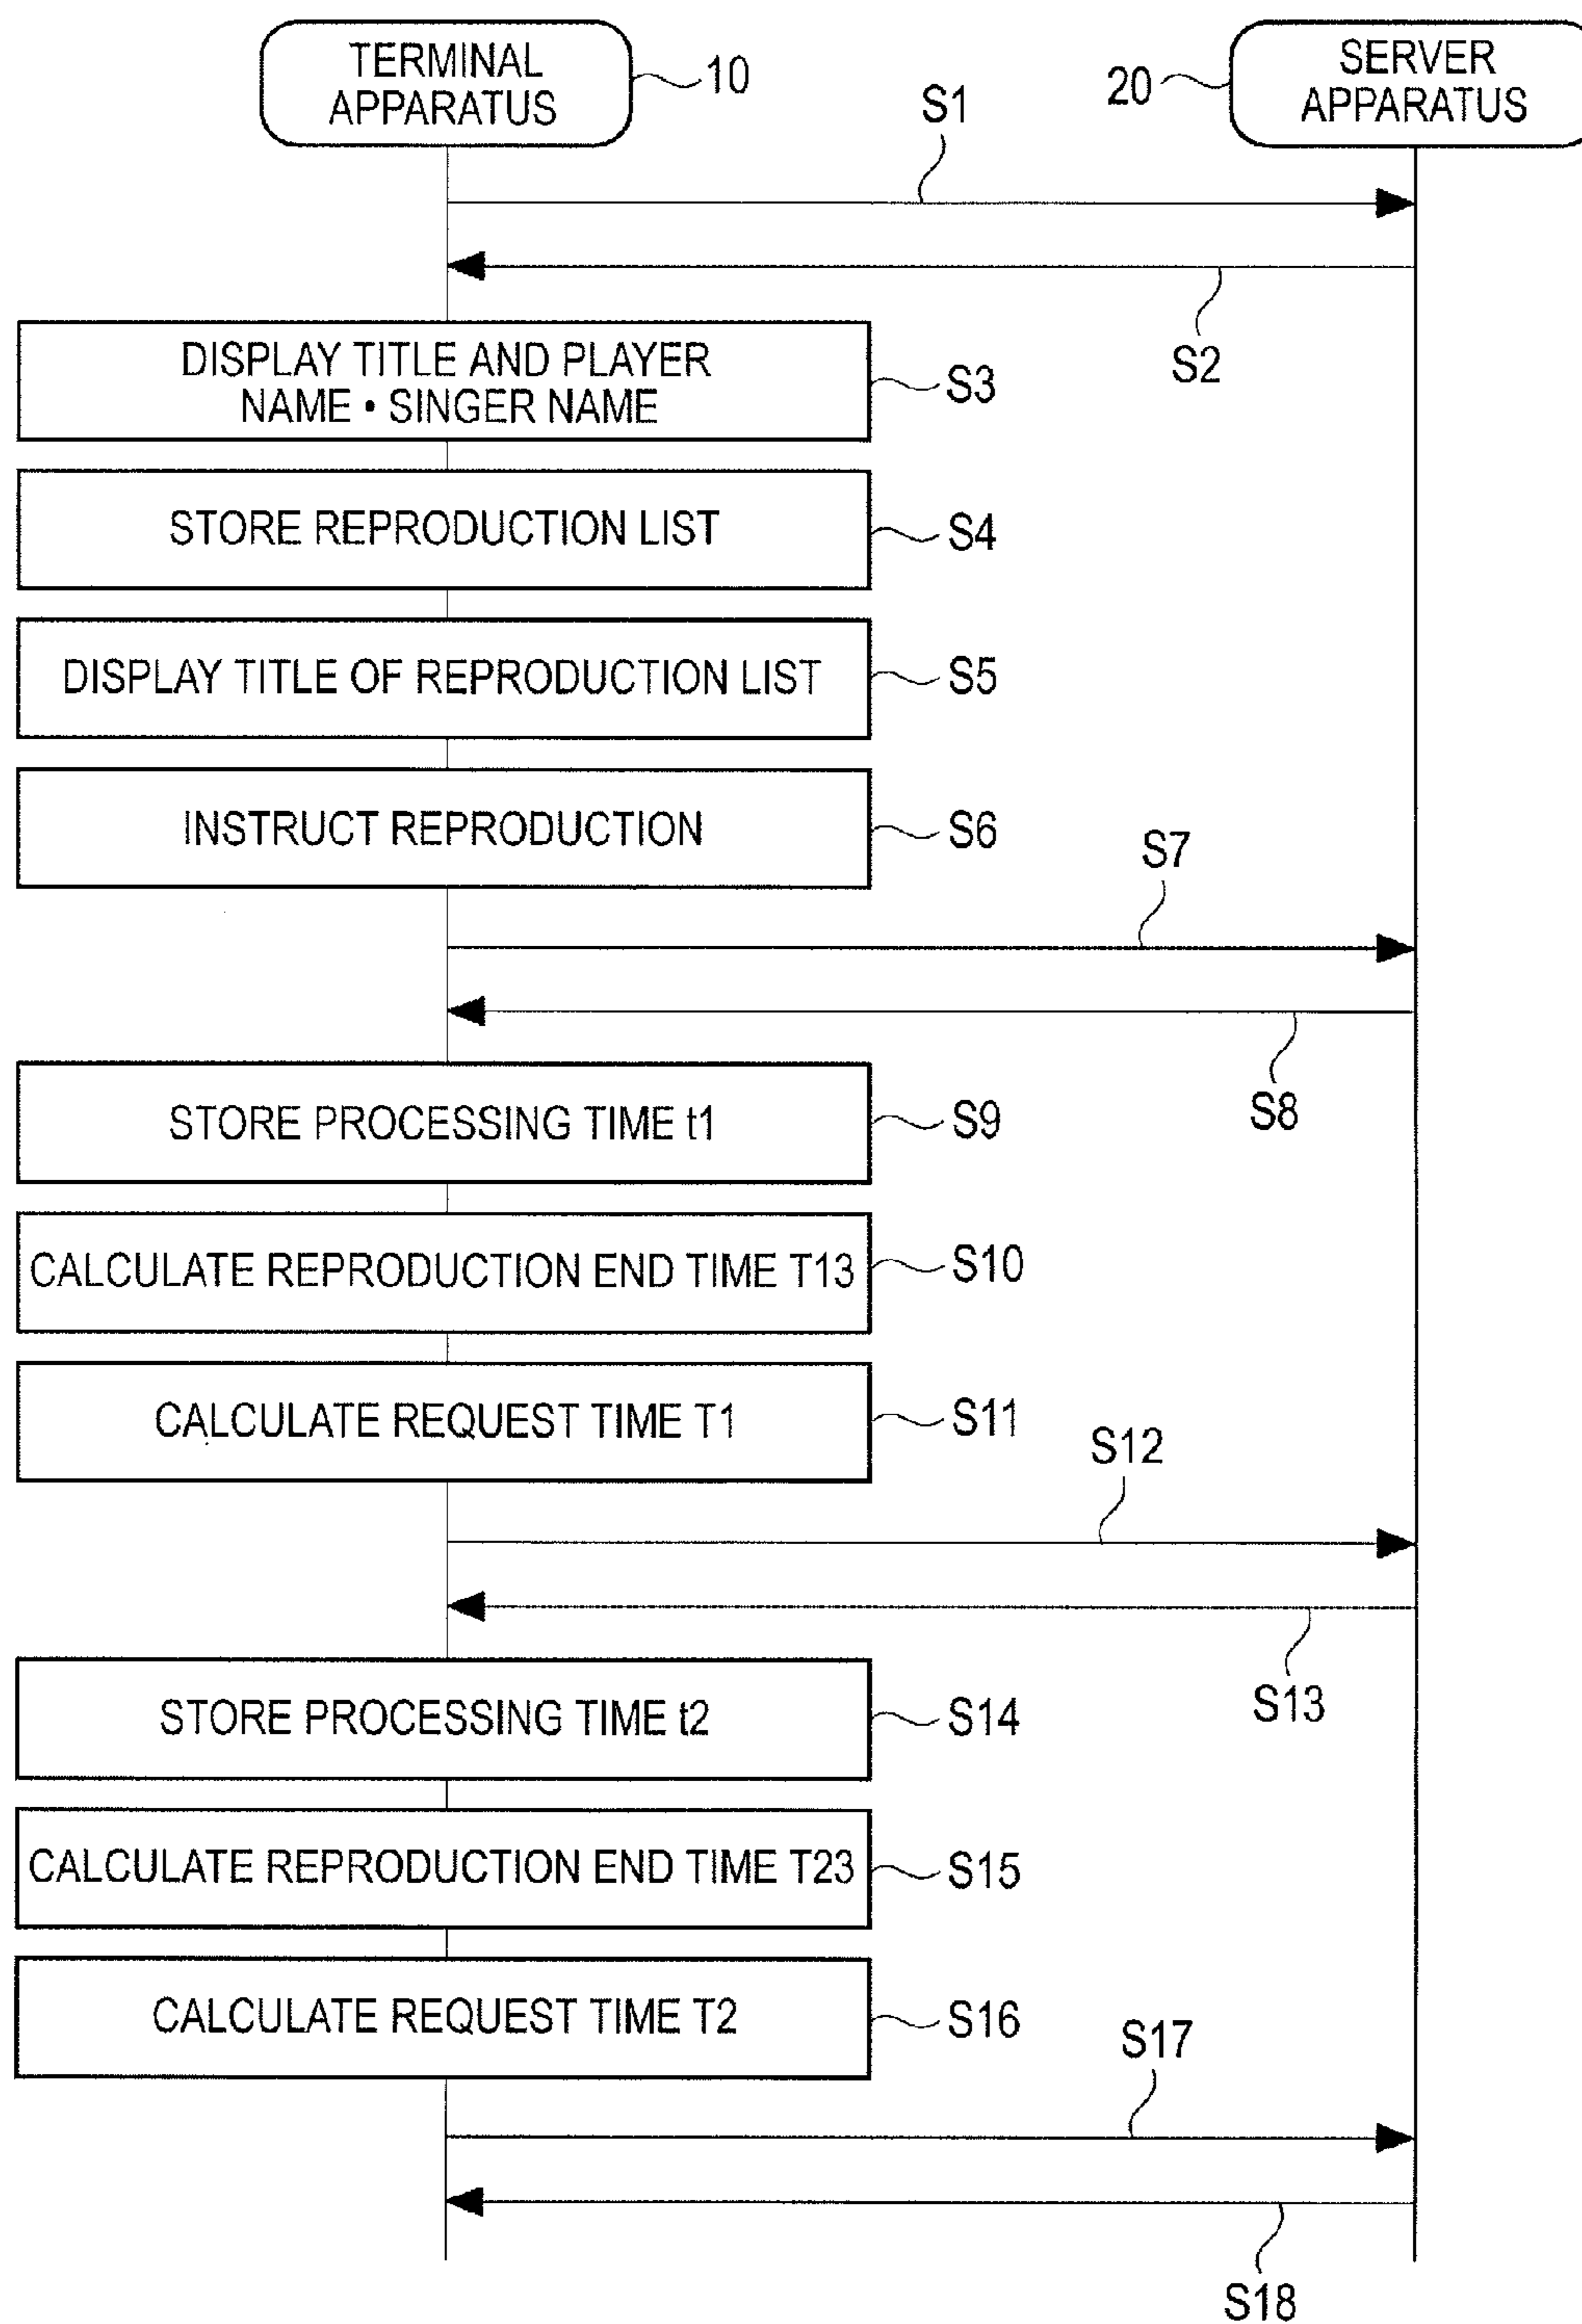 TERMINAL
APPARATUS
10
20
SERVER
APPARATUS
S1
S2
DISPLAY TITLE AND PLAYER
NAME • SINGER NAME
S3
STORE REPRODUCTION LIST
S4
DISPLAY TITLE OF REPRODUCTION LIST
S5
INSTRUCT REPRODUCTION
S6
S7
S8
STORE PROCESSING TIME t1
S9
CALCULATE REPRODUCTION END TIME T13
S10
CALCULATE REQUEST TIME T1
S11
S12
S13
STORE PROCESSING TIME t2
S14
CALCULATE REPRODUCTION END TIME T23
S15
CALCULATE REQUEST TIME T2
S16
S17
S18